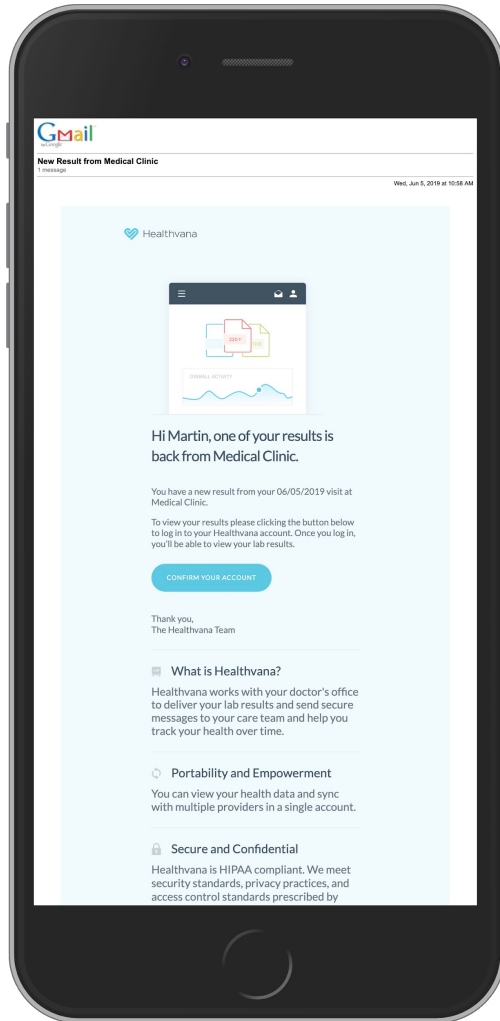 Gmail
by Google
New Result from Medical Clinic
1 message
Wed, Jun 5, 2019 at 10:58 AM
Healthvana
OVERALL ACTIVITY
Hi Martin, one of your results is
back from Medical Clinic.
You have a new result from your 06/05/2019 visit at
Medical Clinic.
To view your results please clicking the button below
to log in to your Healthvana account. Once you log in,
you'll be able to view your lab results.
CONFIRM YOUR ACCOUNT
Thank you,
The Healthvana Team
What is Healthvana?
Healthvana works with your doctor's office
to deliver your lab results and send secure
messages to your care team and help you
track your health over time.
Portability and Empowerment
You can view your health data and sync
with multiple providers in a single account.
Secure and Confidential
Healthvana is HIPAA compliant. We meet
security standards, privacy practices, and
access control standards prescribed by